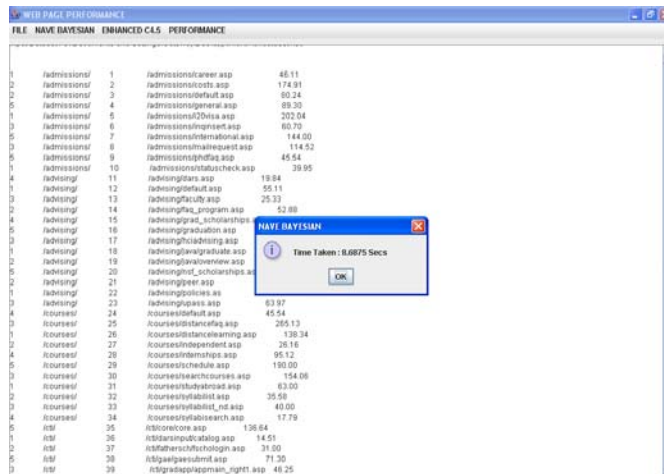 WEB PAGE PERFORMANCE
FILE NAVE BAYESIAN ENHANCED C4.5 PERFORMANCE
1 /admissions/ 1 /admissions/career.asp 46.11
2 /admissions/ 2 /admissions/costs.asp 174.91
2 /admissions/ 3 /admissions/default.asp 60.24
5 /admissions/ 4 /admissions/general.asp 89.30
1 /admissions/ 5 /admissions/i20visa.asp 202.04
3 /admissions/ 6 /admissions/inqinsert.asp 60.70
5 /admissions/ 7 /admissions/international.asp 144.00
3 /admissions/ 8 /admissions/mailrequest.asp 114.52
5 /admissions/ 9 /admissions/phdfaq.asp 45.54
1 /admissions/ 10 /admissions/statuscheck.asp 39.95
4 /advising/ 11 /advising/dars.asp 19.84
1 /advising/ 12 /advising/default.asp 55.11
3 /advising/ 13 /advising/faculty.asp 25.33
2 /advising/ 14 /advising/faq_program.asp 52.88
4 /advising/ 15 /advising/grad_scholarships.a
5 /advising/ 16 /advising/graduation.asp
3 /advising/ 17 /advising/hciadvising.asp
1 /advising/ 18 /advising/java/graduate.asp
2 /advising/ 19 /advising/java/overview.asp
5 /advising/ 20 /advising/nsf_scholarships.as
2 /advising/ 21 /advising/peer.asp
1 /advising/ 22 /advising/policies.as
3 /advising/ 23 /advising/upass.asp 63.97
NAVE BAYESIAN
Time Taken : 8.6875 Secs
OK
4 /courses/ 24 /courses/default.asp 45.54
3 /courses/ 25 /courses/distancefaq.asp 265.13
1 /courses/ 26 /courses/distancelearning.asp 138.34
2 /courses/ 27 /courses/independent.asp 26.16
4 /courses/ 28 /courses/internships.asp 95.12
5 /courses/ 29 /courses/schedule.asp 190.00
3 /courses/ 30 /courses/searchcourses.asp 154.06
1 /courses/ 31 /courses/studyabroad.asp 63.00
2 /courses/ 32 /courses/syllabilist.asp 35.58
3 /courses/ 33 /courses/syllabilist_nd.asp 40.00
4 /courses/ 34 /courses/syllabisearch.asp 17.79
5 /cti/ 35 /cti/core/core.asp 136.64
1 /cti/ 36 /cti/darsinput/catalog.asp 14.51
2 /cti/ 37 /cti/fathersch/fschologin.asp 31.00
5 /cti/ 38 /cti/gael/gaesubmit.asp 71.30
3 /cti/ 39 /cti/gradapp/appmain_right1.asp 46.25